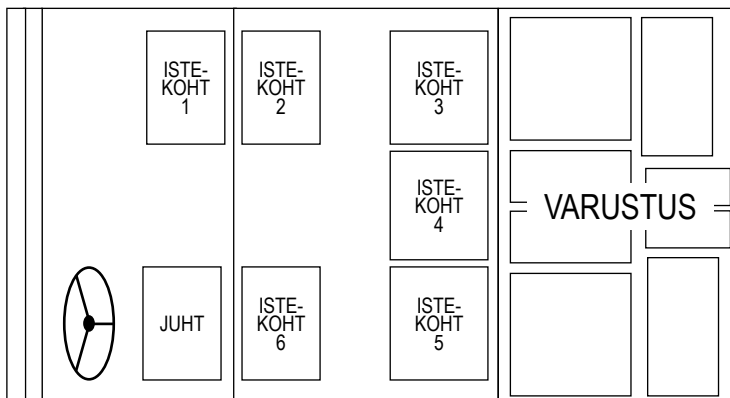 ISTE-
KOHT
1
ISTE-
KOHT
2
ISTE-
KOHT
3
ISTE-
KOHT
4
VARUSTUS
JUHT
ISTE-
KOHT
6
ISTE-
KOHT
5